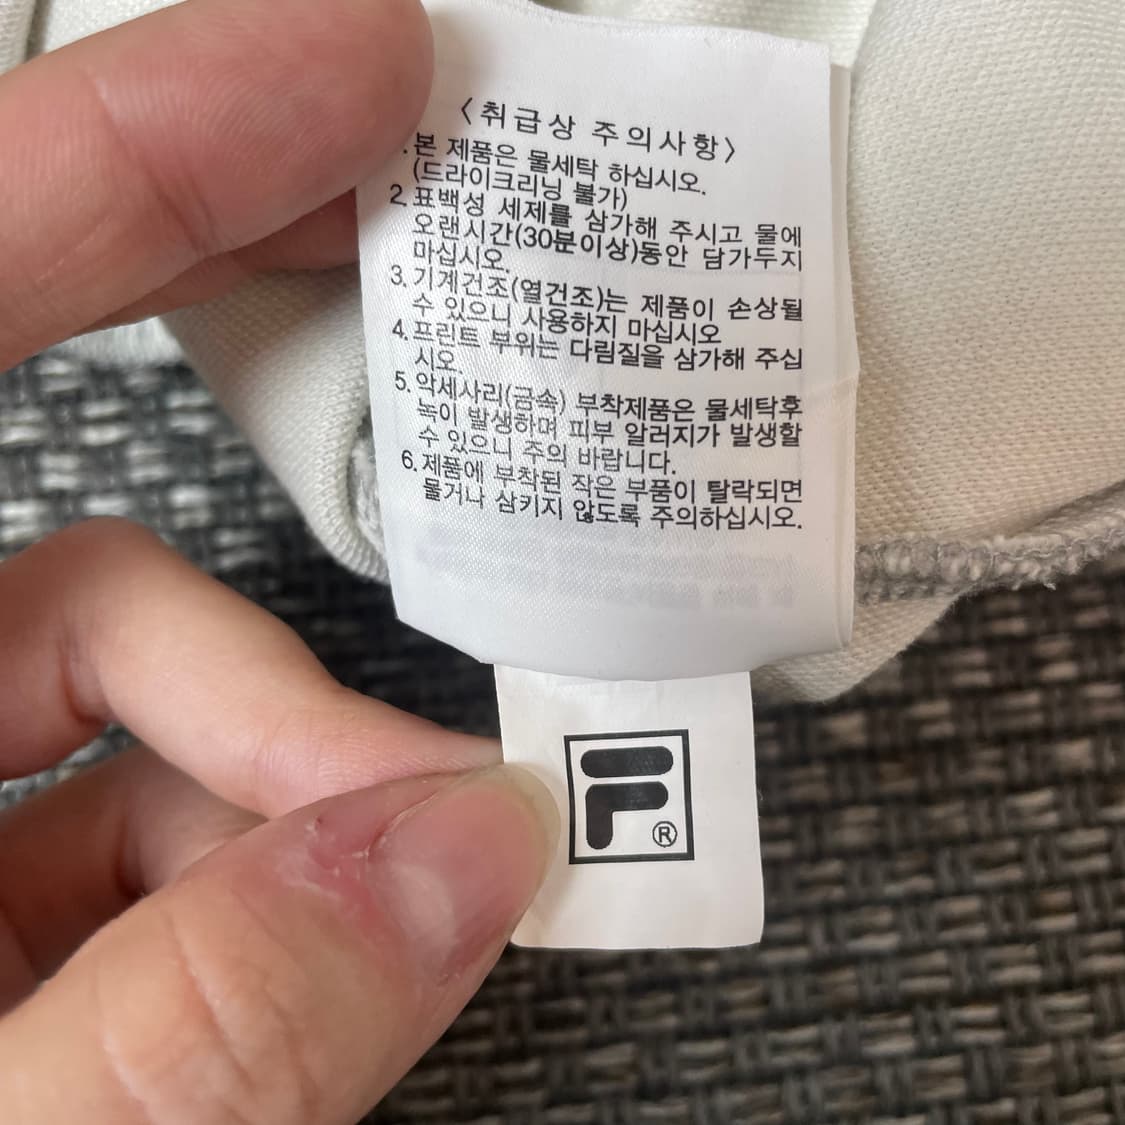 〈취급상 주의사항〉
1.본 제품은 물세탁 하십시오.
(드라이크리닝 불가)
2.표백성 세제를 삼가해 주시고 물에
오랜시간(30분이상)동안 담가두지
마십시오.
3.기계건조(열건조)는 제품이 손상될
수 있으니 사용하지 마십시오
4.프린트 부위는 다림질을 삼가해 주십
시오.
5.악세사리(금속) 부착제품은 물세탁후
녹이 발생하며 피부 알러지가 발생할
수 있으니 주의 바랍니다.
6.제품에 부착된 작은 부품이 탈락되면
물거나 삼키지 않도록 주의하십시오.
F
®